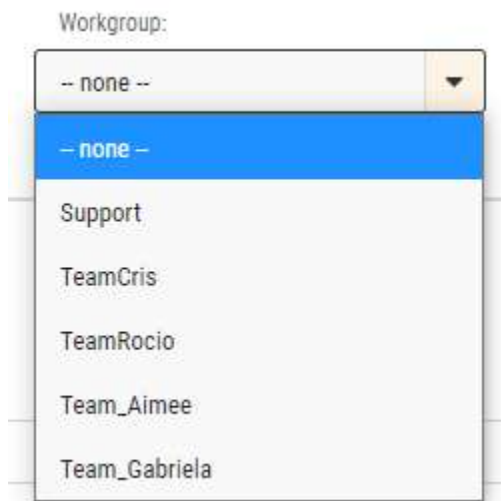 Workgroup:
-- none --
-- none --
Support
TeamCris
TeamRocio
Team_Aimee
Team_Gabriela